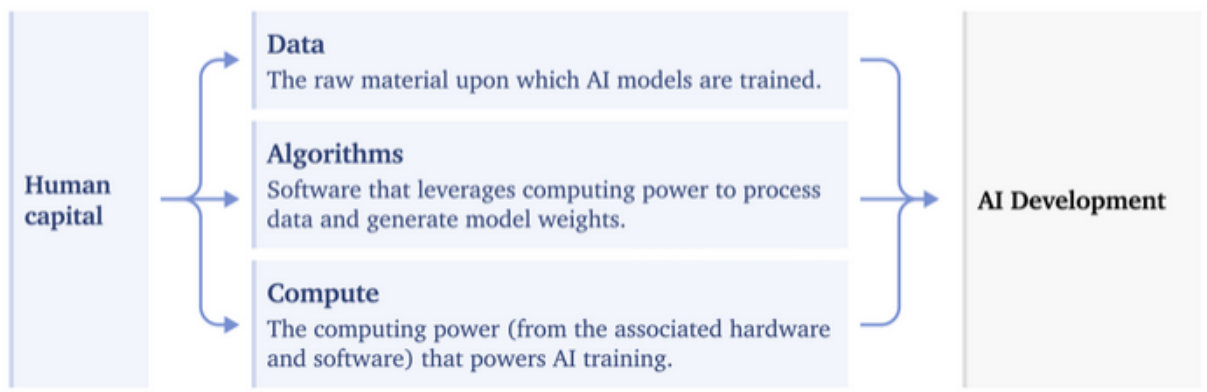 Human
capital
Data
The raw material upon which AI models are trained.
Algorithms
Software that leverages computing power to process
data and generate model weights.
Compute
The computing power (from the associated hardware
and software) that powers AI training.
AI Development